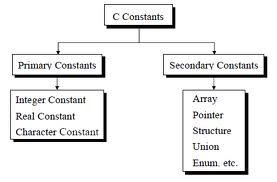 C Constants
Primary Constants
Secondary Constants
Integer Constant
Real Constant
Character Constant
Array
Pointer
Structure
Union
Enum. etc.